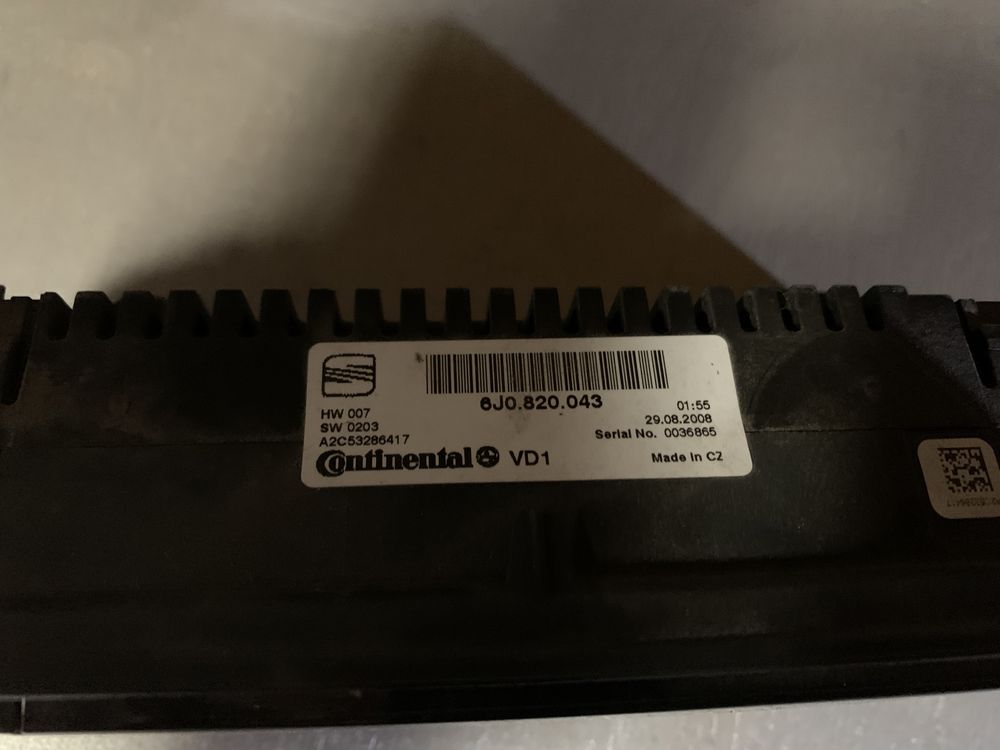 6J0.820.043
HW 007
SW 0203
A2C53286417
01:55
29.08.2008
Serial No. 0036865
Continental VD1
Made in CZ